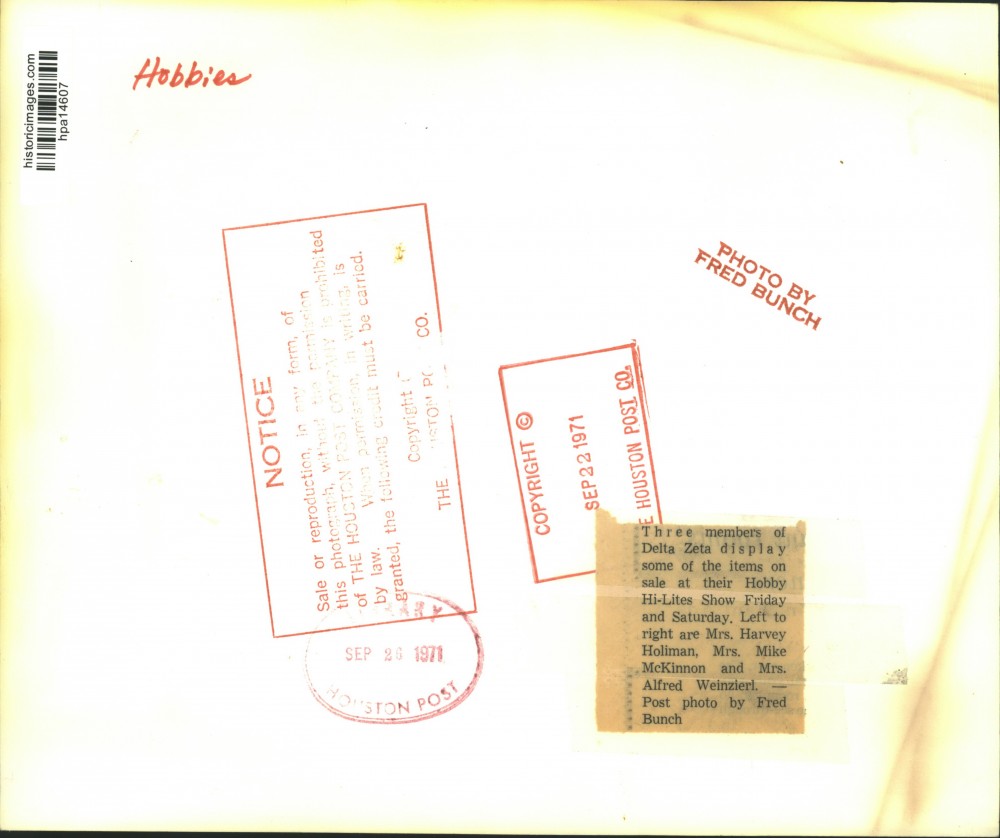 historicimages.com
hpa14607
Hobbies
NOTICE
Sale or reproduction, in any form, of
this photograph, without the permission
of THE HOUSTON POST COMPANY is prohibited
by law. When permission, in writing, is
granted, the following credit must be carried.
Copyright
THE CO.
PHOTO BY
FRED BUNCH
COPYRIGHT ©
SEP 22 1971
HOUSTON POST CO.
SEP 26 1971
HOUSTON POST
Three members of
Delta Zeta display
some of the items on
sale at their Hobby
Hi-Lites Show Friday
and Saturday. Left to
right are Mrs. Harvey
Holiman, Mrs. Mike
McKinnon and Mrs.
Alfred Weinzierl. —
Post photo by Fred
Bunch